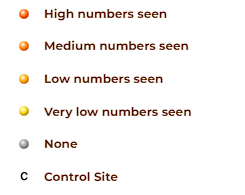 High numbers seen
Medium numbers seen
Low numbers seen
Very low numbers seen
None
C Control Site